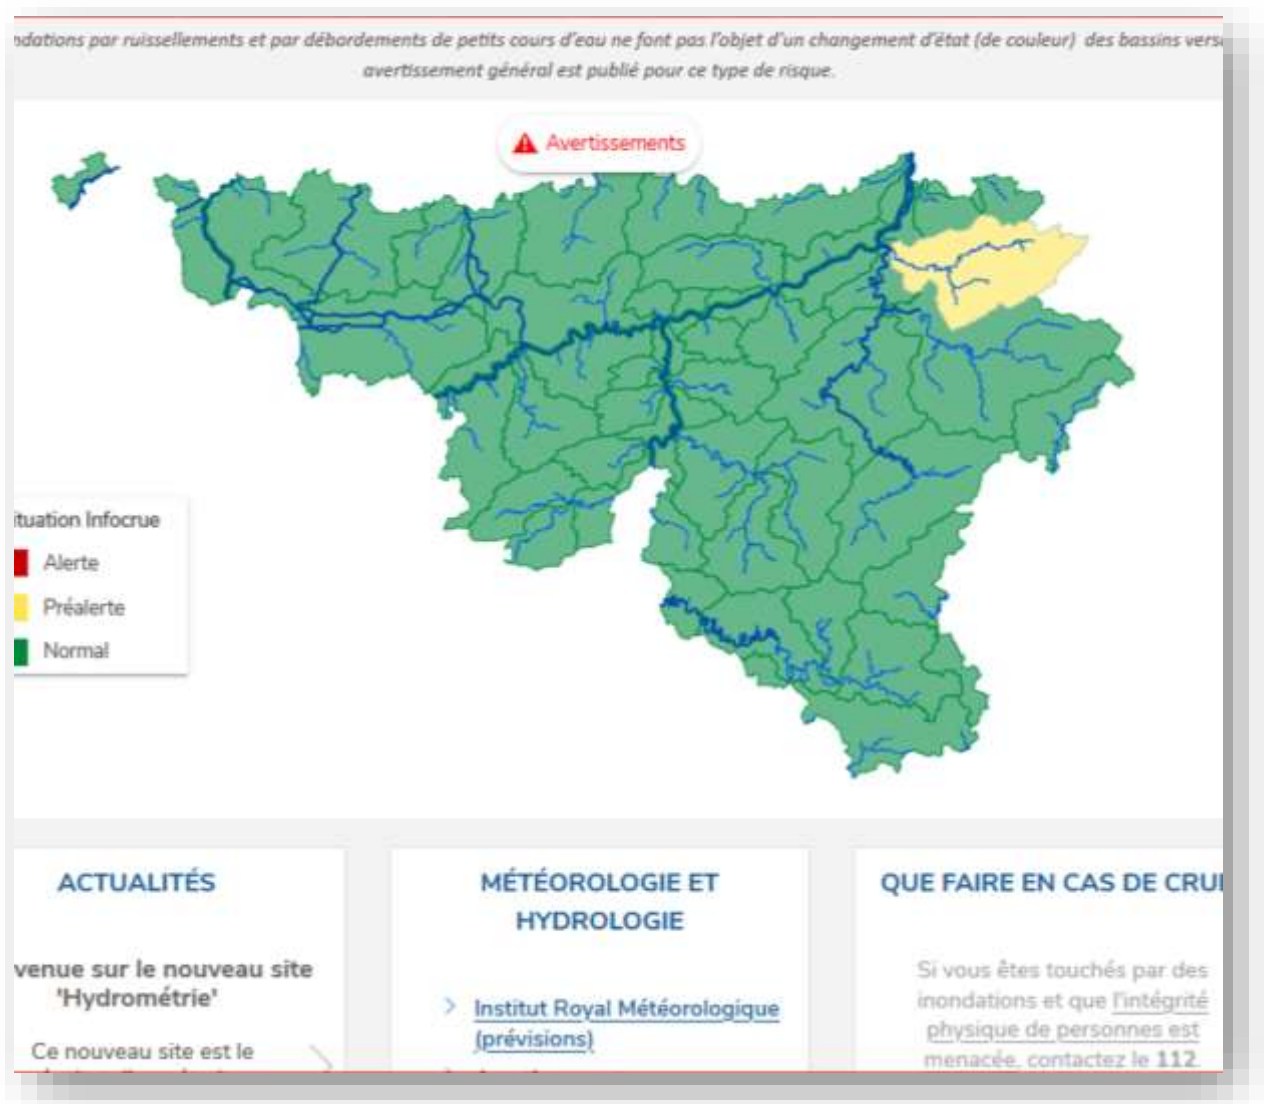 ndations par ruissellements et par débordements de petits cours d'eau ne font pas l'objet d'un changement d'état (de couleur) des bassins vers
avertissement général est publié pour ce type de risque.
Avertissements
ituation Infocrue
Alerte
Préalerte
Normal
ACTUALITÉS
venue sur le nouveau site
'Hydrométrie'
Ce nouveau site est le
MÉTÉOROLOGIE ET
HYDROLOGIE
Institut Royal Météorologique
(prévisions)
QUE FAIRE EN CAS DE CRU
Si vous êtes touchés par des
inondations et que l'intégrité
physique de personnes est
menacée, contactez le 112.